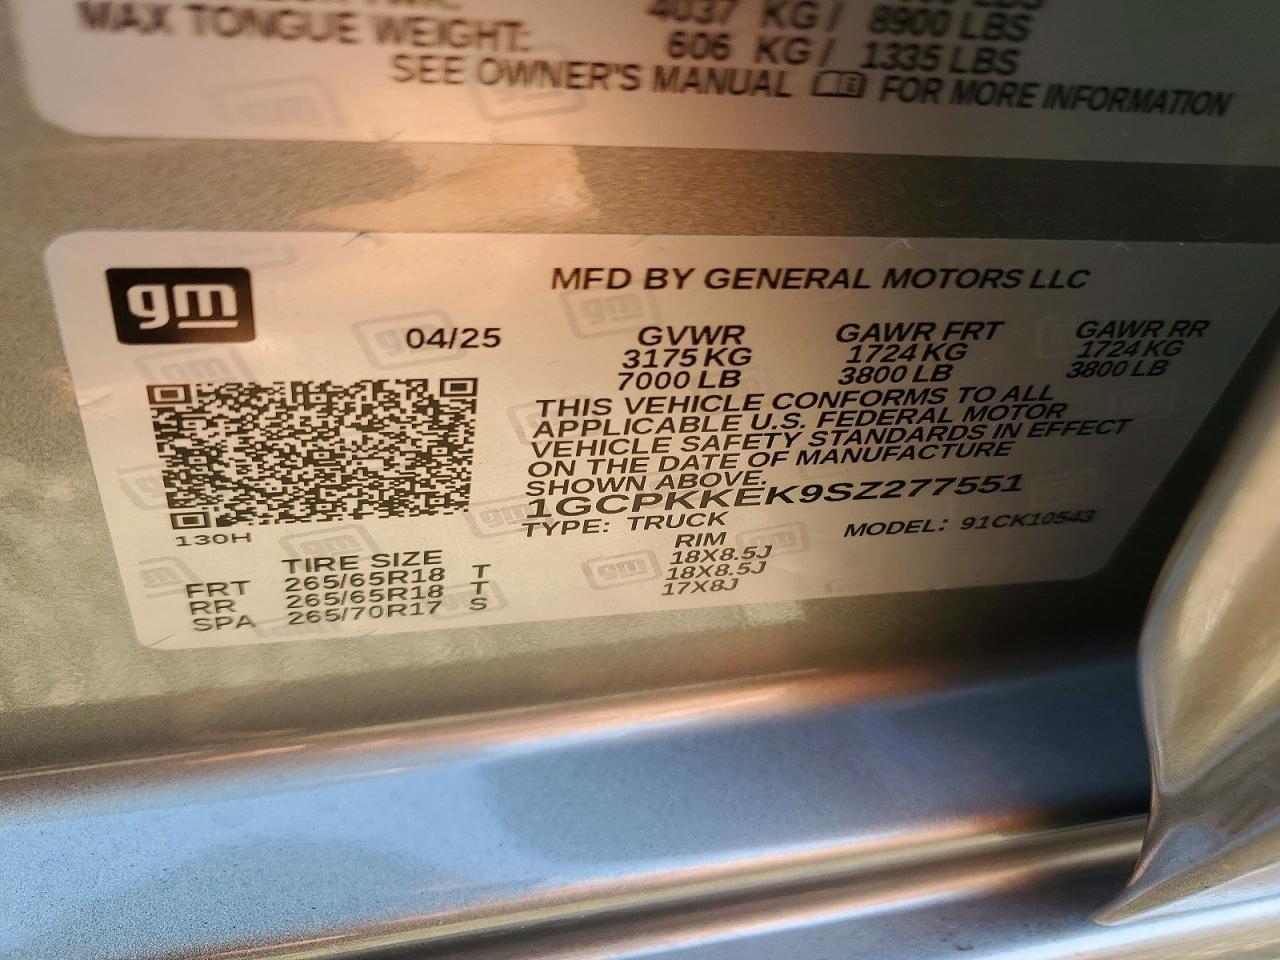 4037 KG / 8900 LBS
MAX TONGUE WEIGHT: 606 KG / 1335 LBS
SEE OWNER'S MANUAL FOR MORE INFORMATION
gm
MFD BY GENERAL MOTORS LLC
04/25
GVWR GAWR FRT GAWR RR
3175 KG 1724 KG 1724 KG
7000 LB 3800 LB 3800 LB
THIS VEHICLE CONFORMS TO ALL
APPLICABLE U.S. FEDERAL MOTOR
VEHICLE SAFETY STANDARDS IN EFFECT
ON THE DATE OF MANUFACTURE
SHOWN ABOVE.
1GCPKKEK9SZ277551
TYPE: TRUCK MODEL: 91CK10543
130H
TIRE SIZE RIM
FRT 265/65R18 T 18X8.5J
RR 265/65R18 T 18X8.5J
SPA 265/70R17 S 17X8J